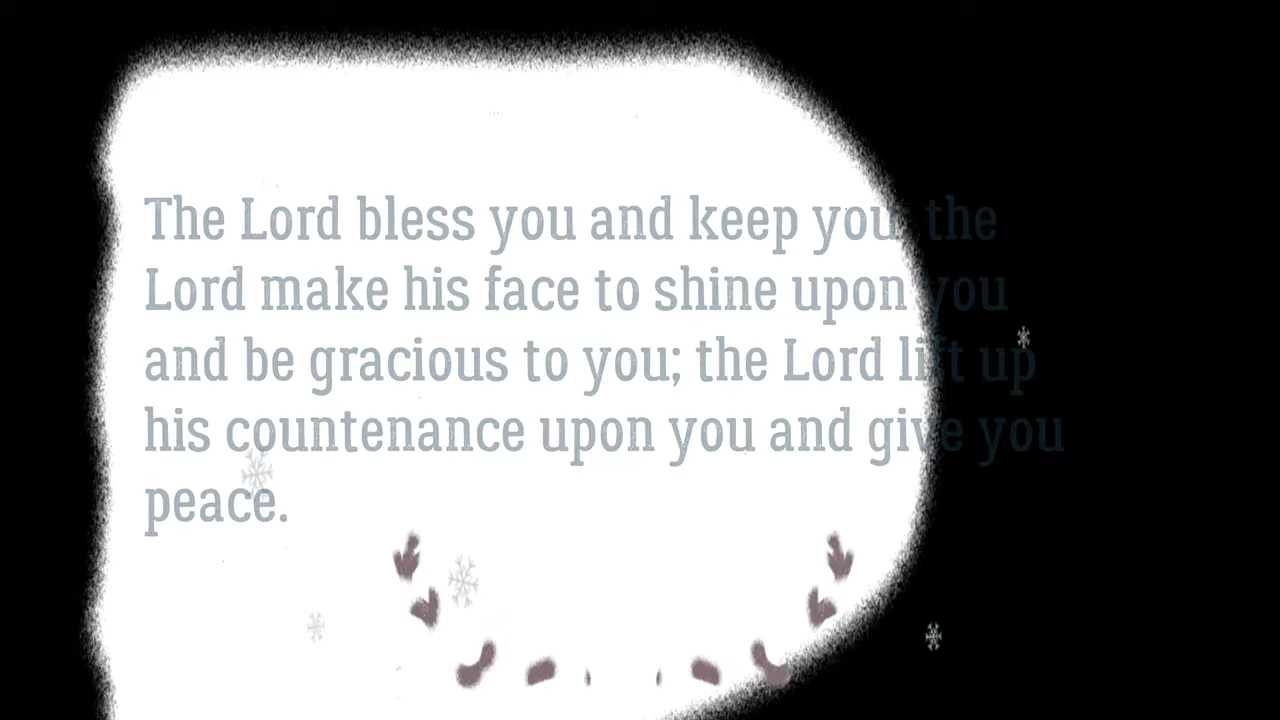 The Lord bless you and keep you; the
Lord make his face to shine upon you
and be gracious to you; the Lord lift up
his countenance upon you and give you
peace.